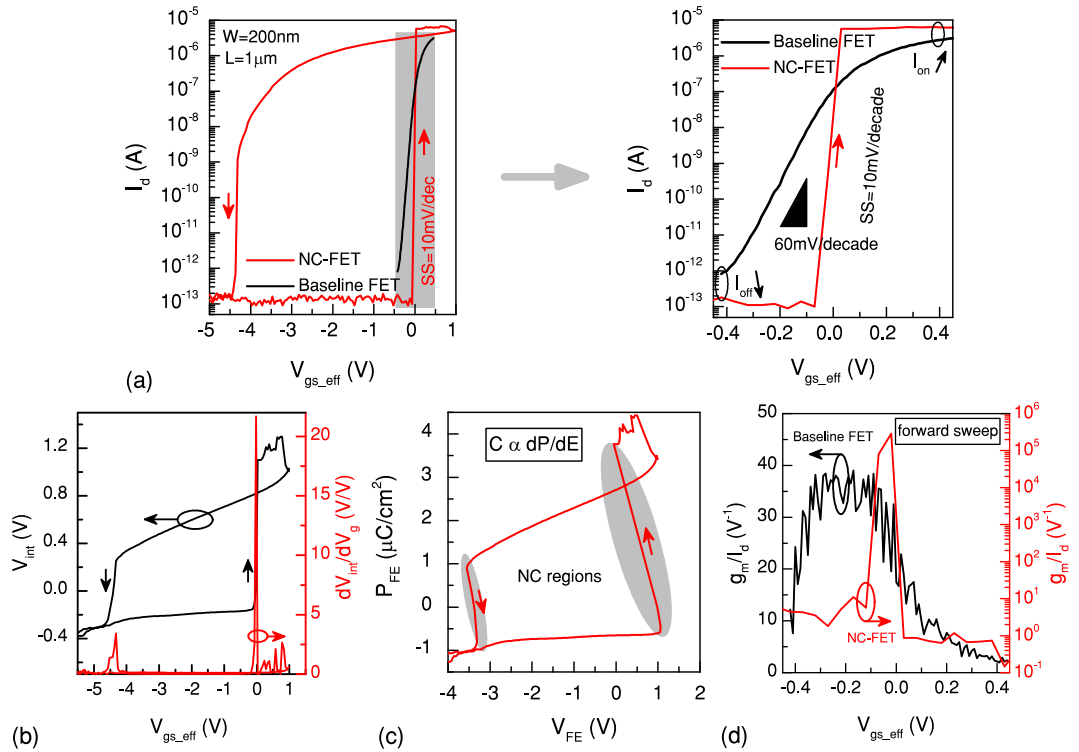 W=200nm
L=1μm
NC-FET
Baseline FET
SS=10mV/dec
10^-5
10^-6
10^-7
10^-8
10^-9
10^-10
10^-11
10^-12
10^-13
I_d (A)
-5 -4 -3 -2 -1 0 1
V_gs_eff (V)
(a)
Baseline FET
NC-FET
I_on
SS=10mV/decade
60mV/decade
I_off
10^-5
10^-6
10^-7
10^-8
10^-9
10^-10
10^-11
10^-12
10^-13
I_d (A)
-0.4 -0.2 0.0 0.2 0.4
V_gs_eff (V)
1.2
0.8
0.4
0.0
-0.4
V_int (V)
20
15
10
5
0
dV_int/dV_g (V/V)
-5 -4 -3 -2 -1 0 1
V_gs_eff (V)
(b)
C α dP/dE
NC regions
4
3
2
1
0
-1
P_FE (μC/cm^2)
-4 -3 -2 -1 0 1 2
V_FE (V)
(c)
Baseline FET
forward sweep
NC-FET
50
40
30
20
10
0
g_m/I_d (V^-1)
10^6
10^5
10^4
10^3
10^2
10^1
10^0
10^-1
g_m/I_d (V^-1)
-0.4 -0.2 0.0 0.2 0.4
V_gs_eff (V)
(d)